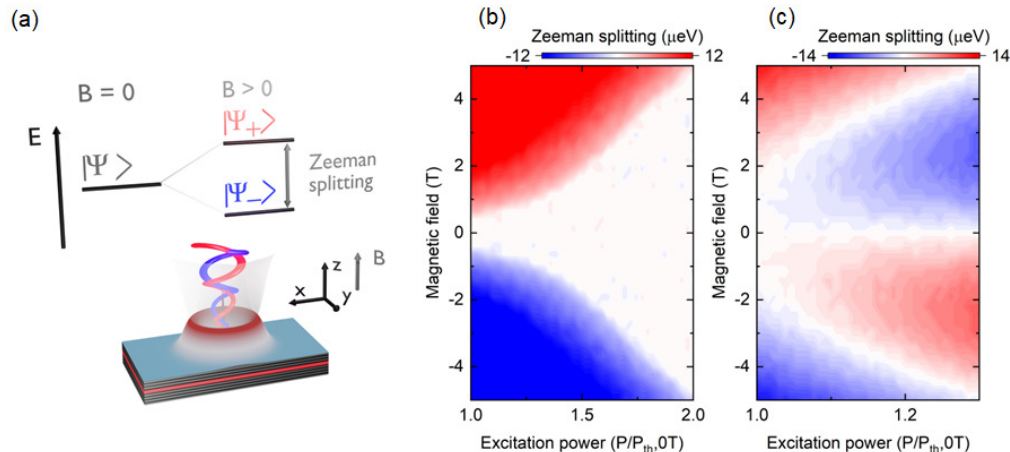 (a)
B = 0
B > 0
E
|Ψ>
|Ψ+>
|Ψ_>
Zeeman
splitting
z
x
y
B
(b)
Zeeman splitting (μeV)
-12
12
Magnetic field (T)
4
2
0
-2
-4
1.0
1.5
2.0
Excitation power (P/Pth,0T)
(c)
Zeeman splitting (μeV)
-14
14
Magnetic field (T)
4
2
0
-2
-4
1.0
1.2
Excitation power (P/Pth,0T)